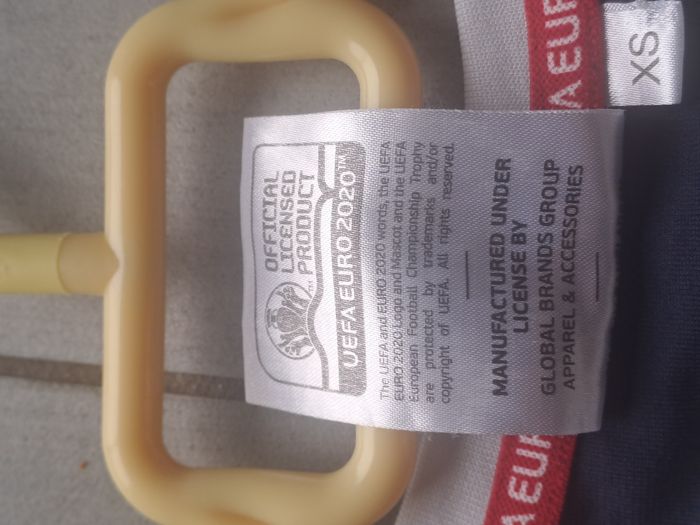 OFFICIAL
LICENSED
PRODUCT
UEFA EURO 2020™
The UEFA and EURO 2020 words, the UEFA
EURO 2020 Logo and Mascot and the UEFA
European Football Championship Trophy
are protected by trademarks and/or
copyright of UEFA. All rights reserved.
MANUFACTURED UNDER
LICENSE BY
GLOBAL BRANDS GROUP
APPAREL & ACCESSORIES
XS
A EUR
A EUR